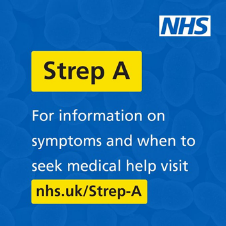 NHS
Strep A
For information on
symptoms and when to
seek medical help visit
nhs.uk/Strep-A